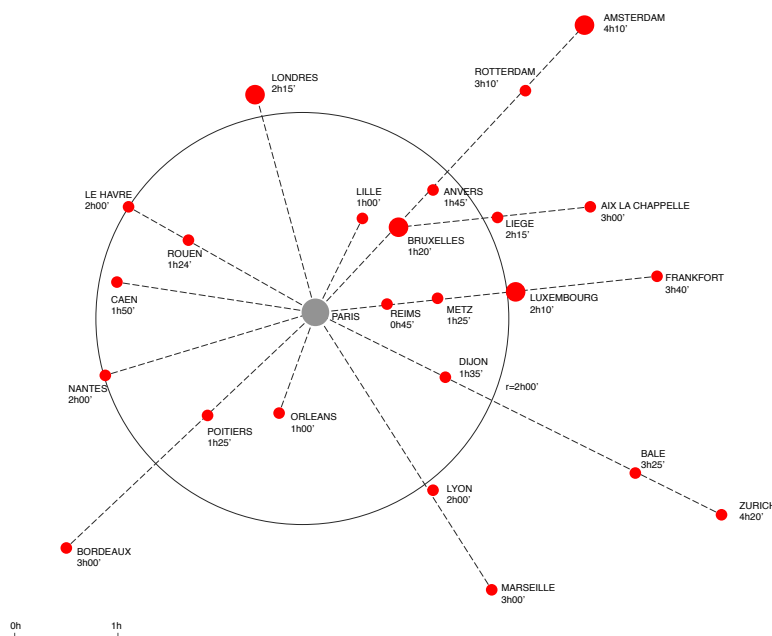 AMSTERDAM
4h10’
ROTTERDAM
3h10’
LONDRES
2h15’
LE HAVRE
2h00’
LILLE
1h00’
ANVERS
1h45’
AIX LA CHAPPELLE
3h00’
LIEGE
2h15’
BRUXELLES
1h20’
ROUEN
1h24’
CAEN
1h50’
FRANKFORT
3h40’
LUXEMBOURG
2h10’
METZ
1h25’
REIMS
0h45’
PARIS
DIJON
1h35’
r=2h00’
NANTES
2h00’
ORLEANS
1h00’
POITIERS
1h25’
BALE
3h25’
LYON
2h00’
ZURICH
4h20’
BORDEAUX
3h00’
MARSEILLE
3h00’
0h 1h